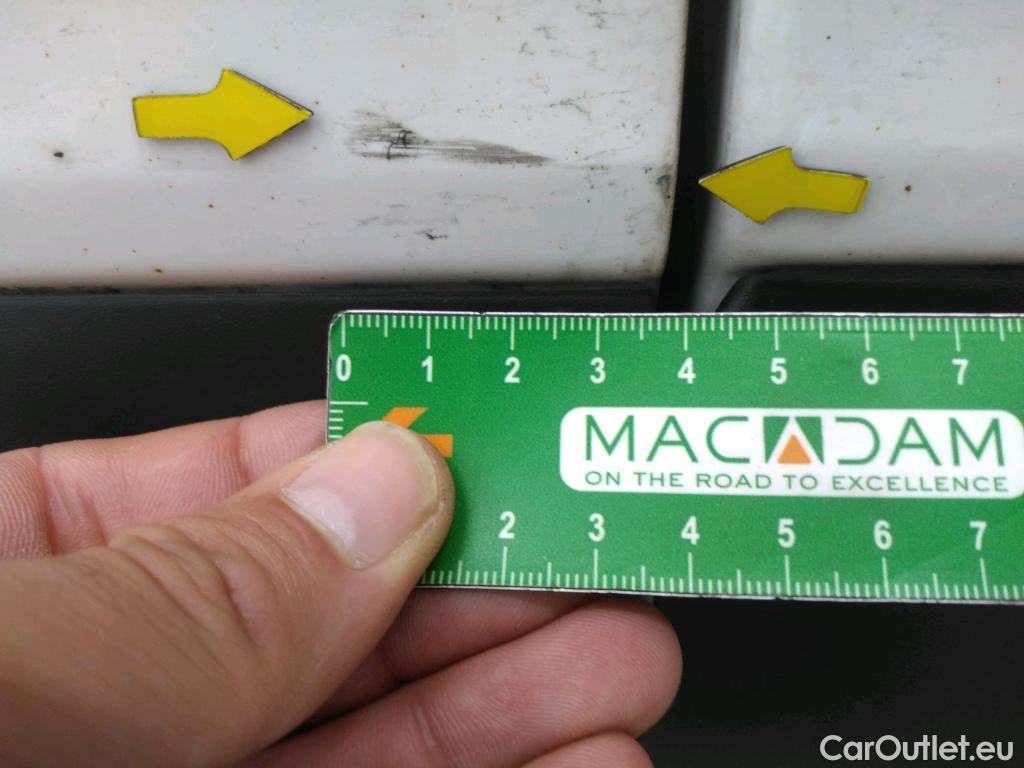 0 1 2 3 4 5 6 7
MACADAM
ON THE ROAD TO EXCELLENCE
2 3 4 5 6 7
CarOutlet.eu